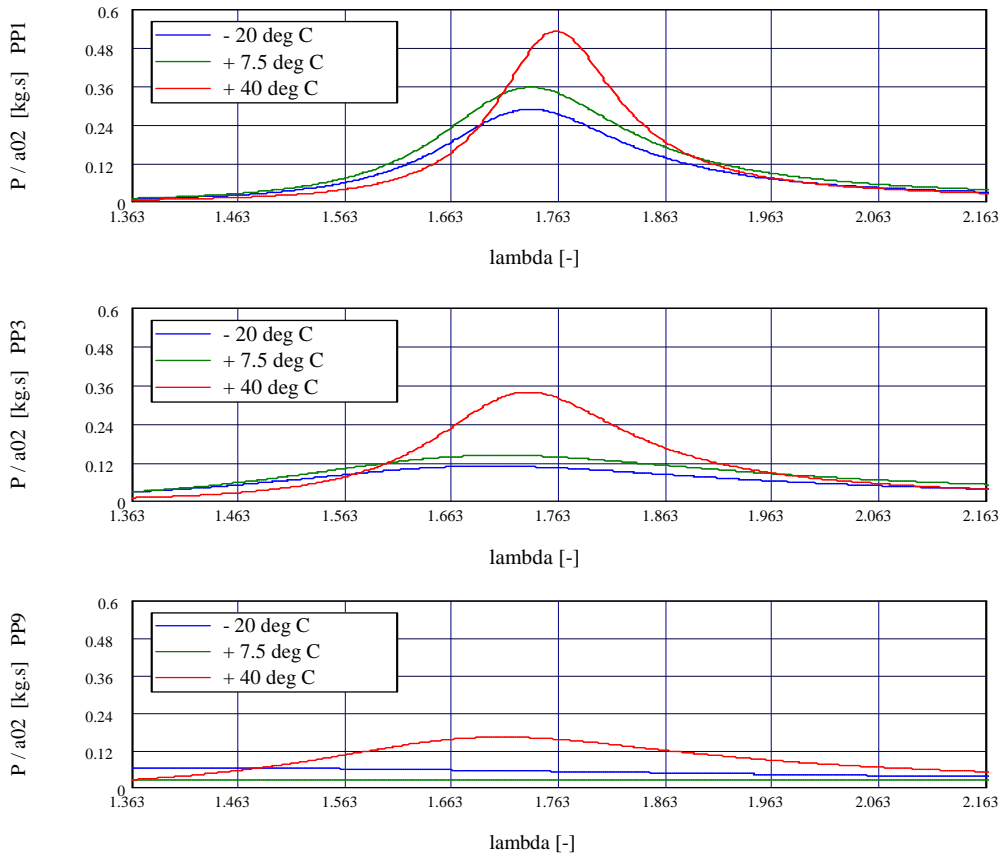 P / a02 [kg.s] PP1
0.6
0.48
0.36
0.24
0.12
0
- 20 deg C
+ 7.5 deg C
+ 40 deg C
1.363 1.463 1.563 1.663 1.763 1.863 1.963 2.063 2.163
lambda [-]
P / a02 [kg.s] PP3
0.6
0.48
0.36
0.24
0.12
0
- 20 deg C
+ 7.5 deg C
+ 40 deg C
1.363 1.463 1.563 1.663 1.763 1.863 1.963 2.063 2.163
lambda [-]
P / a02 [kg.s] PP9
0.6
0.48
0.36
0.24
0.12
0
- 20 deg C
+ 7.5 deg C
+ 40 deg C
1.363 1.463 1.563 1.663 1.763 1.863 1.963 2.063 2.163
lambda [-]